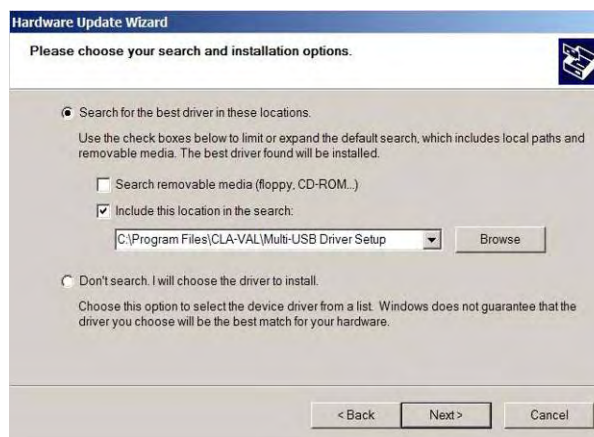 Hardware Update Wizard
Please choose your search and installation options.
Search for the best driver in these locations.
Use the check boxes below to limit or expand the default search, which includes local paths and
removable media. The best driver found will be installed.
Search removable media (floppy, CD-ROM...)
Include this location in the search:
C:\Program Files\CLA-VAL\Multi-USB Driver Setup
Browse
Don't search. I will choose the driver to install.
Choose this option to select the device driver from a list. Windows does not guarantee that the
driver you choose will be the best match for your hardware.
< Back Next > Cancel